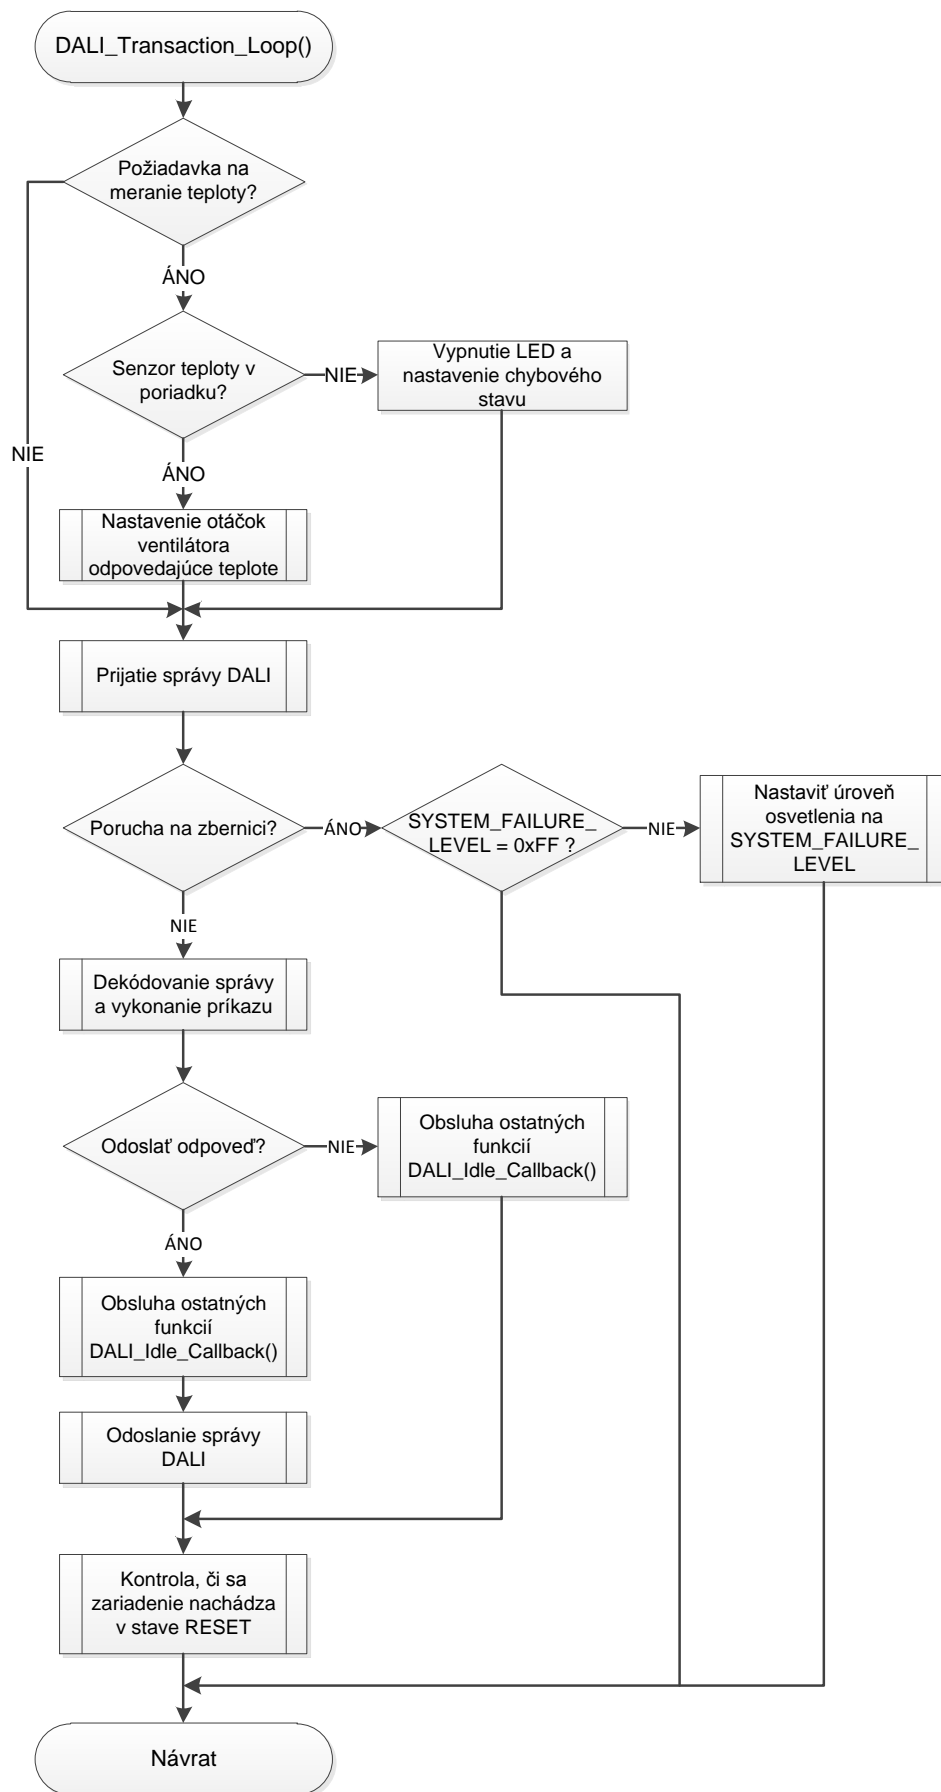 DALI_Transaction_Loop()
Požiadavka na
meranie teploty?
ÁNO
Senzor teploty v
poriadku?
NIE
Vypnutie LED a
nastavenie chybového
stavu
NIE
ÁNO
Nastavenie otáčok
ventilátora
odpovedajúce teplote
Prijatie správy DALI
Porucha na zbernici?
ÁNO
SYSTEM_FAILURE_
LEVEL = 0xFF ?
NIE
Nastaviť úroveň
osvetlenia na
SYSTEM_FAILURE_
LEVEL
NIE
Dekódovanie správy
a vykonanie príkazu
Odoslať odpoveď?
NIE
Obsluha ostatných
funkcií
DALI_Idle_Callback()
ÁNO
Obsluha ostatných
funkcií
DALI_Idle_Callback()
Odoslanie správy
DALI
Kontrola, či sa
zariadenie nachádza
v stave RESET
Návrat